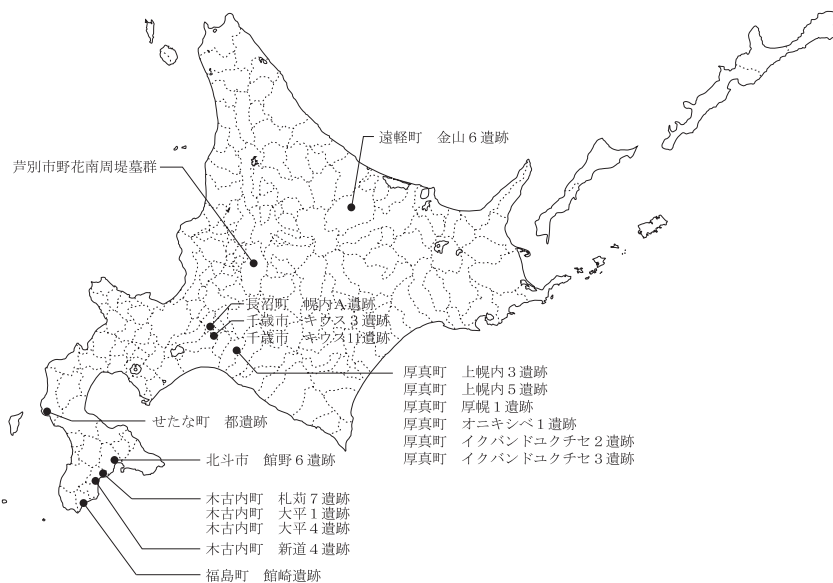 遠軽町　金山６遺跡
芦別市野花南周堤墓群
長沼町　幌内A遺跡
千歳市　キウス３遺跡
千歳市　キウス11遺跡
厚真町　上幌内３遺跡
厚真町　上幌内５遺跡
厚真町　厚幌１遺跡
厚真町　オニキシベ１遺跡
厚真町　イクバンドユクチセ２遺跡
厚真町　イクバンドユクチセ３遺跡
せたな町　都遺跡
北斗市　館野６遺跡
木古内町　札苅７遺跡
木古内町　大平１遺跡
木古内町　大平４遺跡
木古内町　新道４遺跡
福島町　館崎遺跡